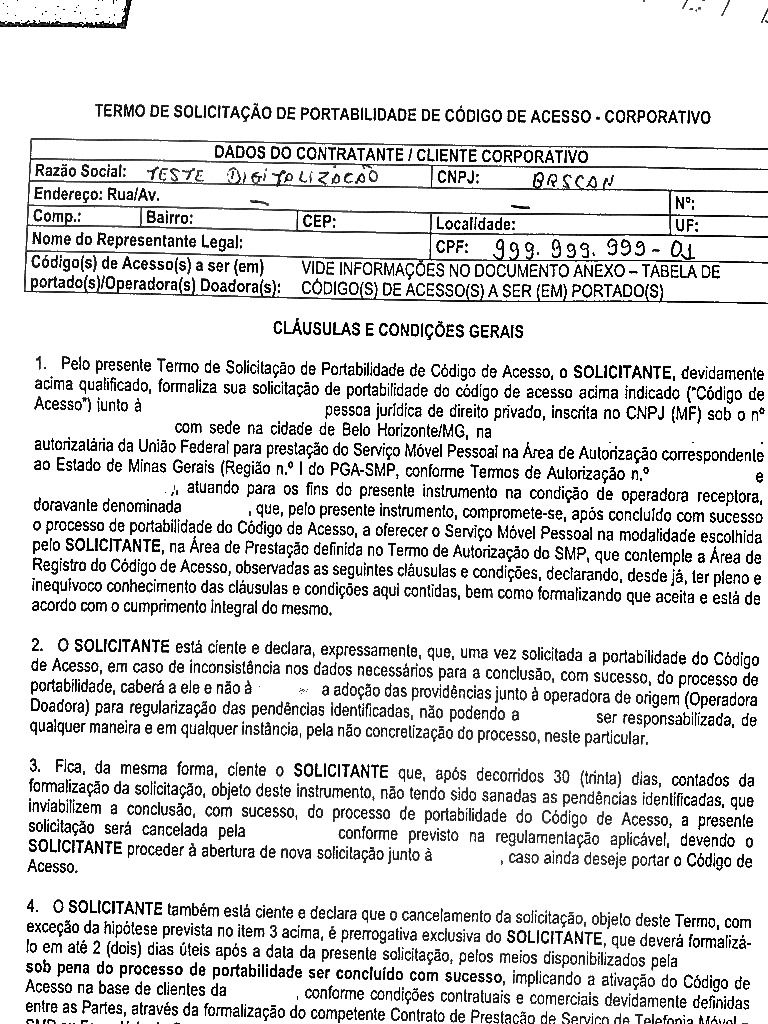 TERMO DE SOLICITAÇÃO DE PORTABILIDADE DE CÓDIGO DE ACESSO - CORPORATIVO
DADOS DO CONTRATANTE / CLIENTE CORPORATIVO
Razão Social: TESTE DIGITALIZACÃO CNPJ: BRSCAN
Endereço: Rua/Av. — — Nº:
Comp.: Bairro: CEP: Localidade: UF:
Nome do Representante Legal: CPF: 999.999.999-01
Código(s) de Acesso(s) a ser (em) VIDE INFORMAÇÕES NO DOCUMENTO ANEXO – TABELA DE
portado(s)/Operadora(s) Doadora(s): CÓDIGO(S) DE ACESSO(S) A SER (EM) PORTADO(S)
CLÁUSULAS E CONDIÇÕES GERAIS
1. Pelo presente Termo de Solicitação de Portabilidade de Código de Acesso, o SOLICITANTE, devidamente
acima qualificado, formaliza sua solicitação de portabilidade do código de acesso acima indicado ("Código de
Acesso") junto à pessoa jurídica de direito privado, inscrita no CNPJ (MF) sob o nº
com sede na cidade de Belo Horizonte/MG, na
autorizatária da União Federal para prestação do Serviço Móvel Pessoal na Área de Autorização correspondente
ao Estado de Minas Gerais (Região n.º I do PGA-SMP, conforme Termos de Autorização n.º e
), atuando para os fins do presente instrumento na condição de operadora receptora,
doravante denominada , que, pelo presente instrumento, compromete-se, após concluído com sucesso
o processo de portabilidade do Código de Acesso, a oferecer o Serviço Móvel Pessoal na modalidade escolhida
pelo SOLICITANTE, na Área de Prestação definida no Termo de Autorização do SMP, que contemple a Área de
Registro do Código de Acesso, observadas as seguintes cláusulas e condições, declarando, desde já, ter pleno e
inequívoco conhecimento das cláusulas e condições aqui contidas, bem como formalizando que aceita e está de
acordo com o cumprimento integral do mesmo.
2. O SOLICITANTE está ciente e declara, expressamente, que, uma vez solicitada a portabilidade do Código
de Acesso, em caso de inconsistência nos dados necessários para a conclusão, com sucesso, do processo de
portabilidade, caberá a ele e não à a adoção das providências junto à operadora de origem (Operadora
Doadora) para regularização das pendências identificadas, não podendo a ser responsabilizada, de
qualquer maneira e em qualquer instância, pela não concretização do processo, neste particular.
3. Fica, da mesma forma, ciente o SOLICITANTE que, após decorridos 30 (trinta) dias, contados da
formalização da solicitação, objeto deste instrumento, não tendo sido sanadas as pendências identificadas, que
inviabilizem a conclusão, com sucesso, do processo de portabilidade do Código de Acesso, a presente
solicitação será cancelada pela conforme previsto na regulamentação aplicável, devendo o
SOLICITANTE proceder à abertura de nova solicitação junto à , caso ainda deseje portar o Código de
Acesso.
4. O SOLICITANTE também está ciente e declara que o cancelamento da solicitação, objeto deste Termo, com
exceção da hipótese prevista no item 3 acima, é prerrogativa exclusiva do SOLICITANTE, que deverá formalizá-
lo em até 2 (dois) dias úteis após a data da presente solicitação, pelos meios disponibilizados pela
sob pena do processo de portabilidade ser concluído com sucesso, implicando a ativação do Código de
Acesso na base de clientes da , conforme condições contratuais e comerciais devidamente definidas
entre as Partes, através da formalização do competente Contrato de Prestação de Serviço de Telefonia Móvel –